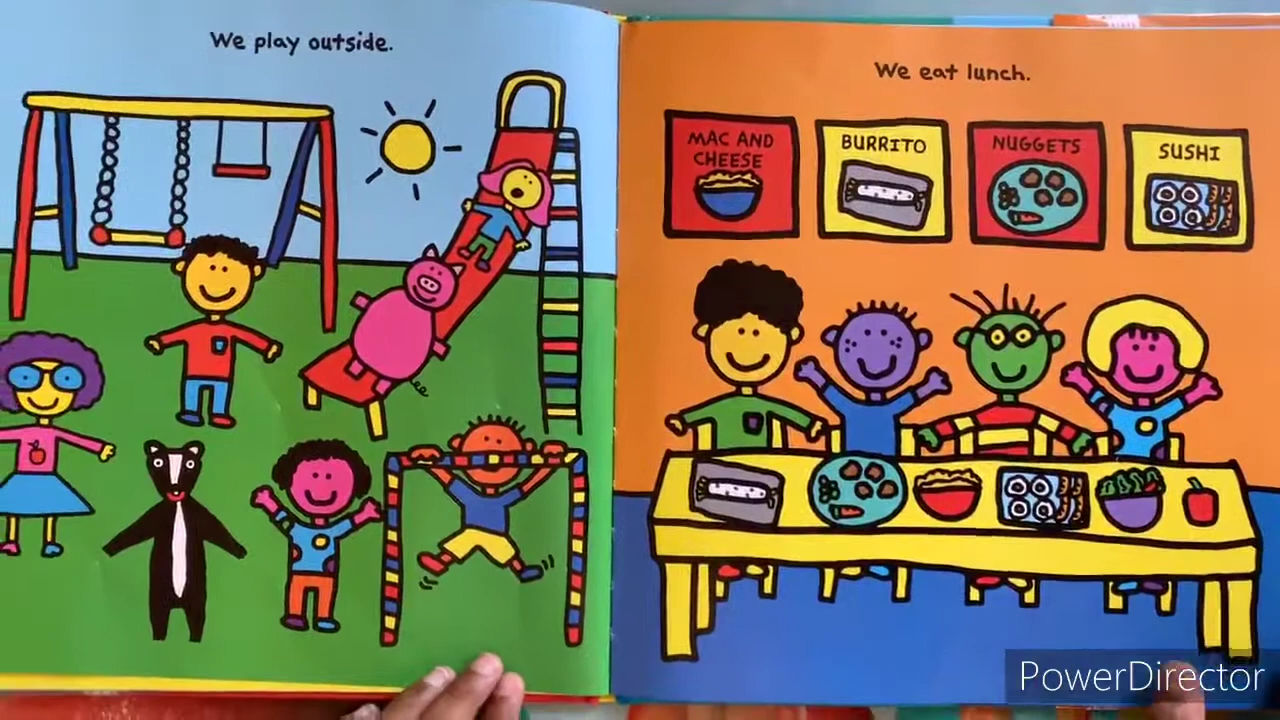 We play outside.
We eat lunch.
MAC AND
CHEESE
BURRITO
NUGGETS
SUSHI
PowerDirector